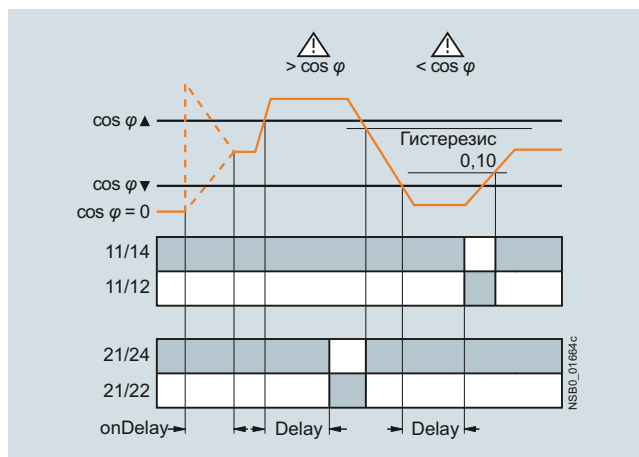 > cos φ
< cos φ
cos φ▲
Гистерезис
0,10
cos φ▼
cos φ = 0
11/14
11/12
21/24
21/22
onDelay
Delay
Delay
NSB0_01664c